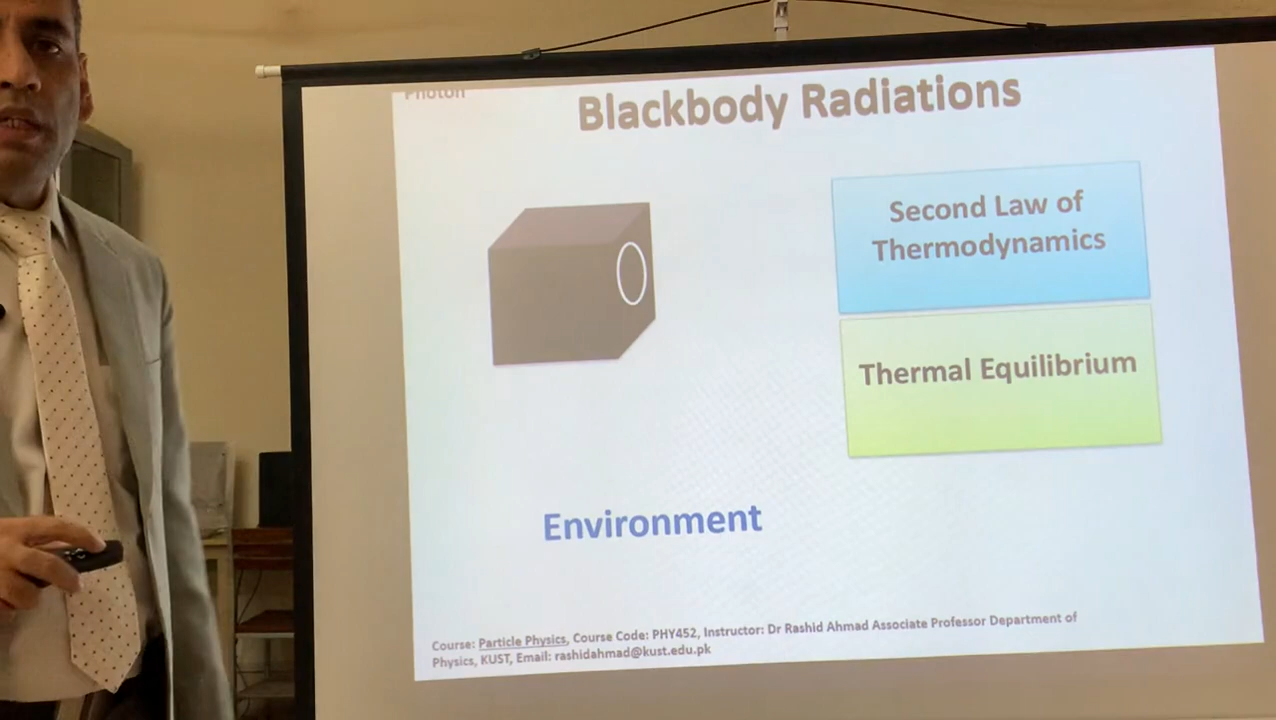 Photon
Blackbody Radiations
Second Law of
Thermodynamics
Thermal Equilibrium
Environment
Course: Particle Physics, Course Code: PHY452, Instructor: Dr Rashid Ahmad Associate Professor Department of
Physics, KUST, Email: rashidahmad@kust.edu.pk